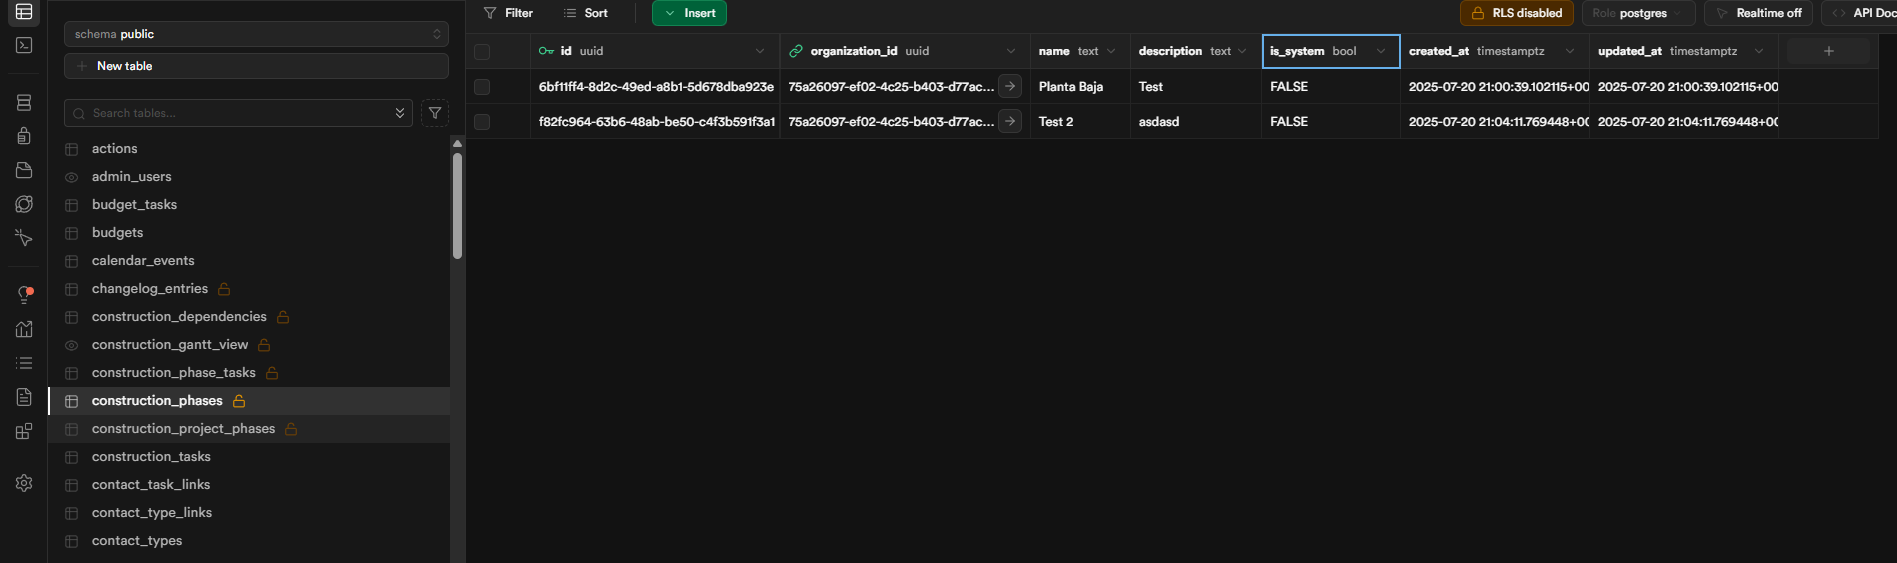 schema public
New table
Search tables...
actions
admin_users
budget_tasks
budgets
calendar_events
changelog_entries
construction_dependencies
construction_gantt_view
construction_phase_tasks
construction_phases
construction_project_phases
construction_tasks
contact_task_links
contact_type_links
contact_types
Filter Sort Insert RLS disabled Role postgres Realtime off API Doc
id uuid organization_id uuid name text description text is_system bool created_at timestamptz updated_at timestamptz
6bf11ff4-8d2c-49ed-a8b1-5d678dba923e 75a26097-ef02-4c25-b403-d77ac... Planta Baja Test FALSE 2025-07-20 21:00:39.102115+00 2025-07-20 21:00:39.102115+00
f82fc964-63b6-48ab-be50-c4f3b591f3a1 75a26097-ef02-4c25-b403-d77ac... Test 2 asdasd FALSE 2025-07-20 21:04:11.769448+00 2025-07-20 21:04:11.769448+00